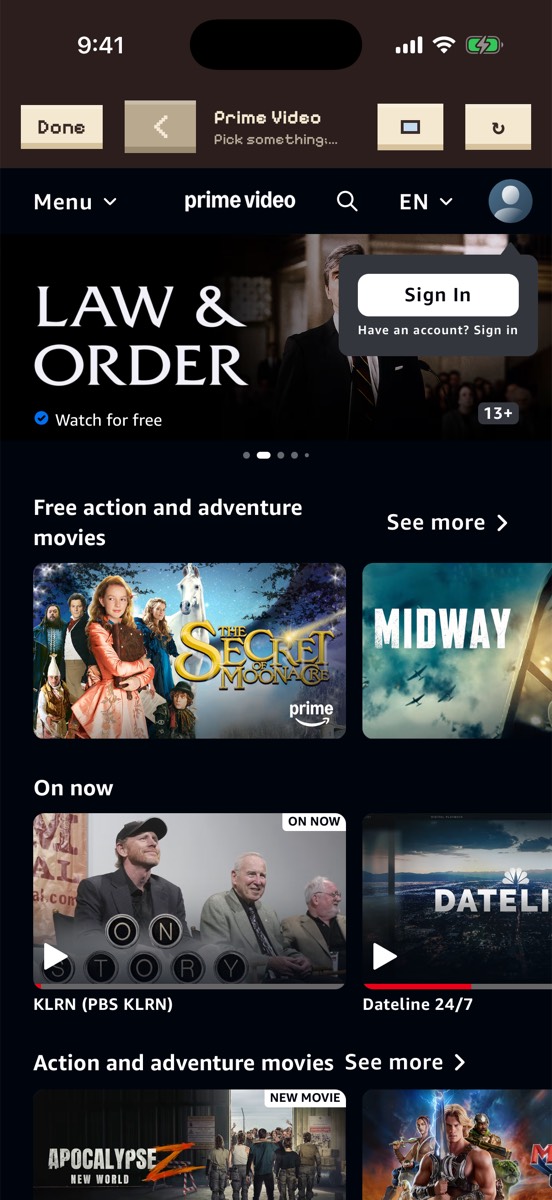 9:41
Done
Prime Video
Pick something;...
Menu
prime video
EN
Sign In
Have an account? Sign in
LAW &
ORDER
Watch for free
13+
Free action and adventure
movies
See more
THE
SECRET
OF
MOONACRE
prime
MIDWAY
On now
ON NOW
al.com
ON
STORY
DATELI
KLRN (PBS KLRN)
Dateline 24/7
Action and adventure movies
See more
NEW MOVIE
APOCALYPSE Z
NEW WORLD
M